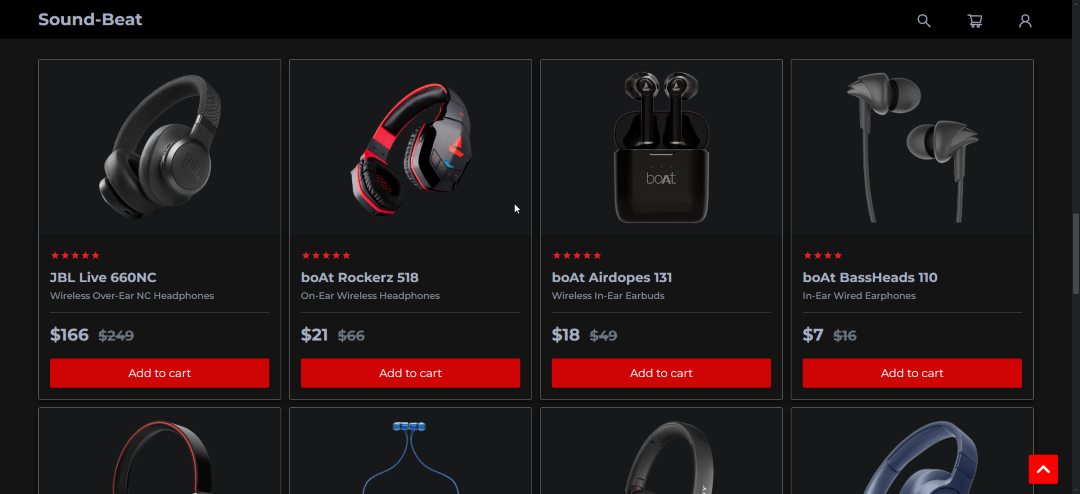 Sound-Beat
boAt
★★★★★
JBL Live 660NC
Wireless Over-Ear NC Headphones
$166 $249
Add to cart
★★★★★
boAt Rockerz 518
On-Ear Wireless Headphones
$21 $66
Add to cart
★★★★★
boAt Airdopes 131
Wireless In-Ear Earbuds
$18 $49
Add to cart
★★★★
boAt BassHeads 110
In-Ear Wired Earphones
$7 $16
Add to cart